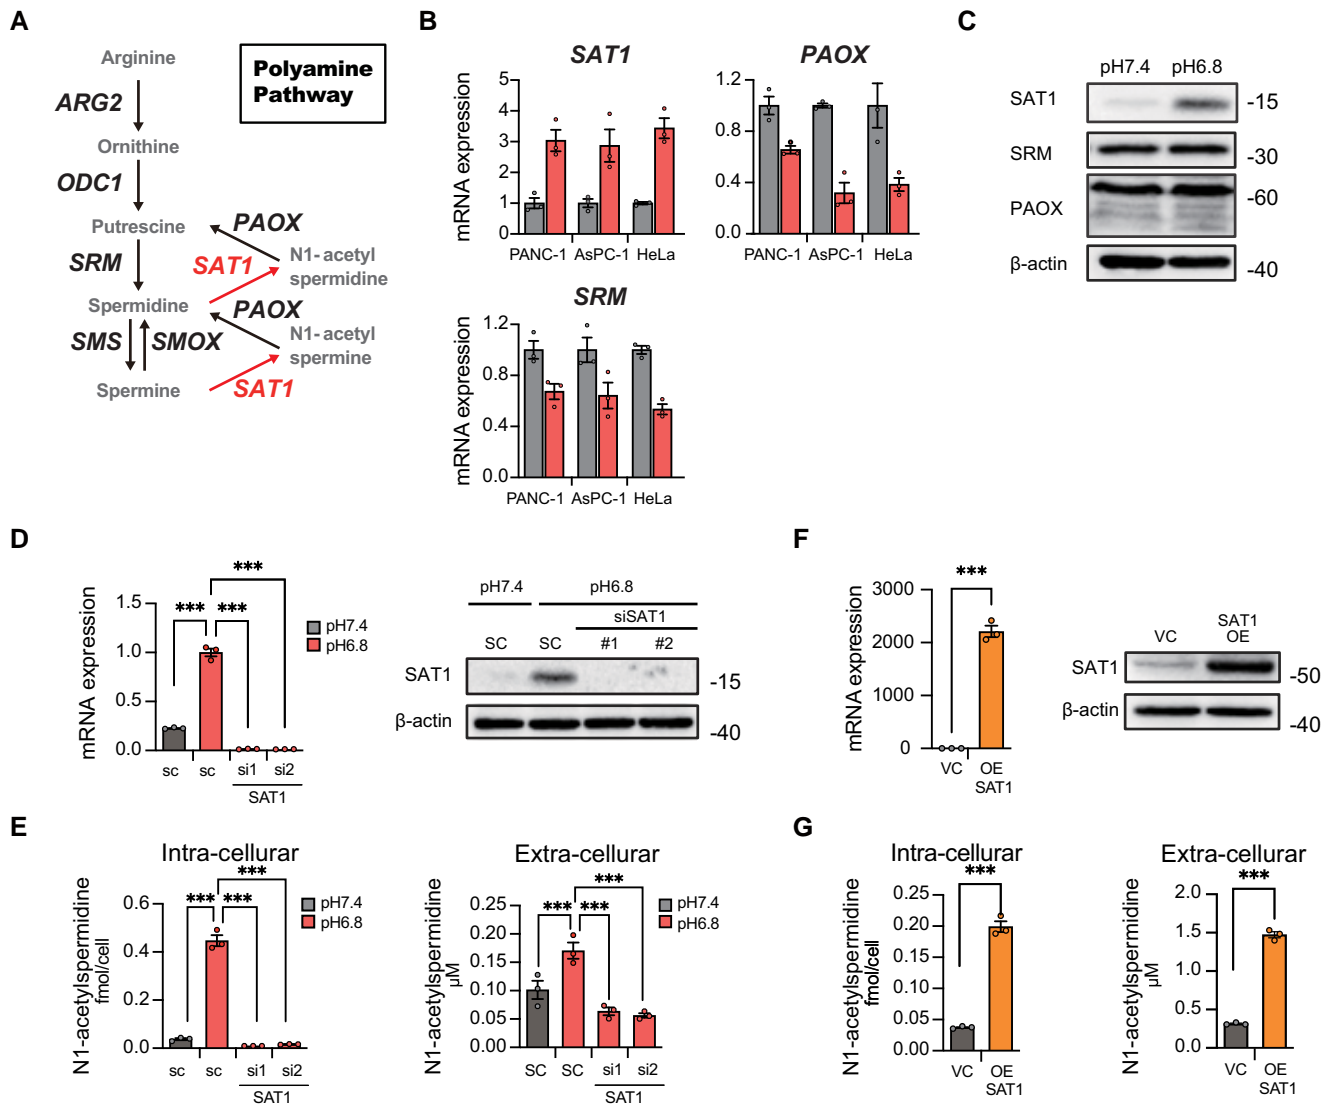 A
Arginine
ARG2
Ornithine
ODC1
Putrescine
PAOX
SRM
SAT1
N1- acetyl
spermidine
Spermidine
PAOX
SMS
SMOX
N1- acetyl
spermine
Spermine
SAT1
Polyamine
Pathway
B
SAT1
mRNA expression
5
4
3
2
1
0
PANC-1 AsPC-1 HeLa
PAOX
1.2
0.8
0.4
0.0
PANC-1 AsPC-1 HeLa
SRM
mRNA expression
1.2
0.8
0.4
0.0
PANC-1 AsPC-1 HeLa
C
pH7.4 pH6.8
SAT1 -15
SRM -30
PAOX -60
β-actin -40
D
mRNA expression
1.5
1.0
0.5
0.0
*** *** ***
pH7.4
pH6.8
sc sc si1 si2
SAT1
pH7.4 pH6.8
siSAT1
SC SC #1 #2
SAT1 -15
β-actin -40
E
Intra-cellurar
N1-acetylspermidine
fmol/cell
0.6
0.4
0.2
0.0
*** *** ***
pH7.4
pH6.8
sc sc si1 si2
SAT1
Extra-cellurar
N1-acetylspermidine
µM
0.25
0.20
0.15
0.10
0.05
0.00
*** *** ***
pH7.4
pH6.8
SC SC si1 si2
SAT1
F
mRNA expression
3000
2000
1000
0
***
VC OE
SAT1
VC SAT1
OE
SAT1 -50
β-actin -40
G
Intra-cellurar
N1-acetylspermidine
fmol/cell
0.25
0.20
0.15
0.10
0.05
0.00
***
VC OE
SAT1
Extra-cellurar
N1-acetylspermidine
µM
2.0
1.5
1.0
0.5
0.0
***
VC OE
SAT1